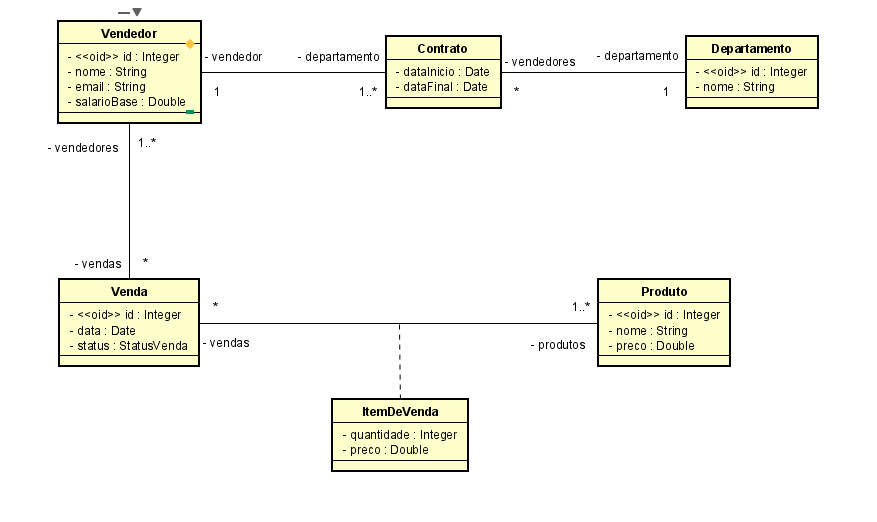 Vendedor
- <<oid>> id : Integer
- nome : String
- email : String
- salarioBase : Double
- vendedor
1
- departamento
1..*
Contrato
- dataInicio : Date
- dataFinal : Date
- vendedores
*
- departamento
1
Departamento
- <<oid>> id : Integer
- nome : String
- vendedores
1..*
- vendas
*
Venda
- <<oid>> id : Integer
- data : Date
- status : StatusVenda
*
- vendas
1..*
- produtos
Produto
- <<oid>> id : Integer
- nome : String
- preco : Double
ItemDeVenda
- quantidade : Integer
- preco : Double